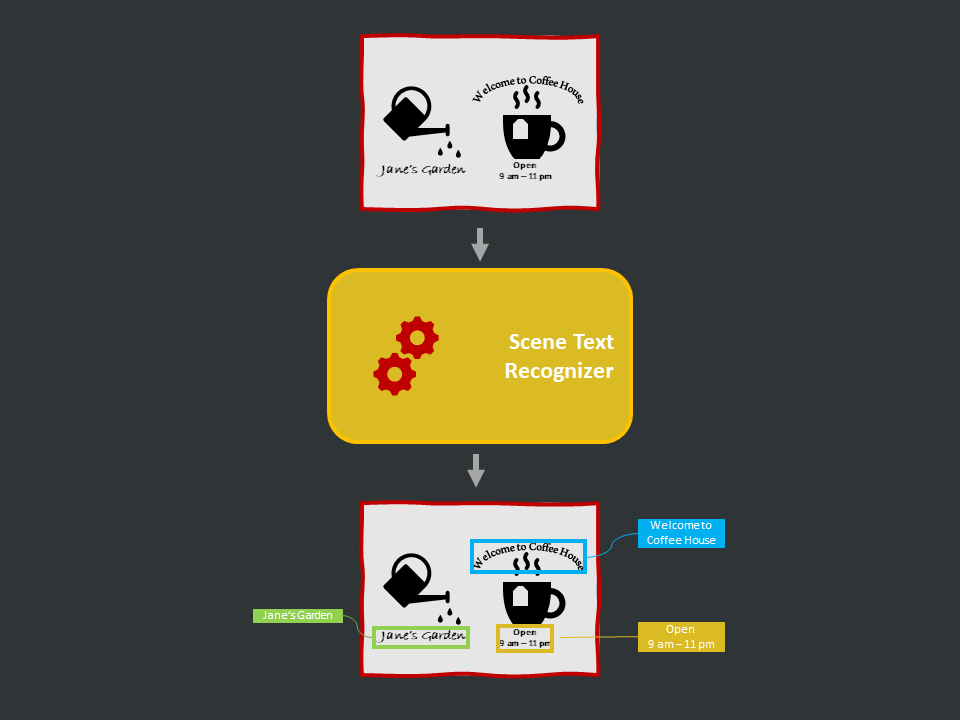 Welcome to Coffee House
Jane's Garden
Open
9 am – 11 pm
Scene Text
Recognizer
Welcome to
Coffee House
Welcome to Coffee House
Jane's Garden
Jane's Garden
Open
9 am – 11 pm
Open
9 am – 11 pm